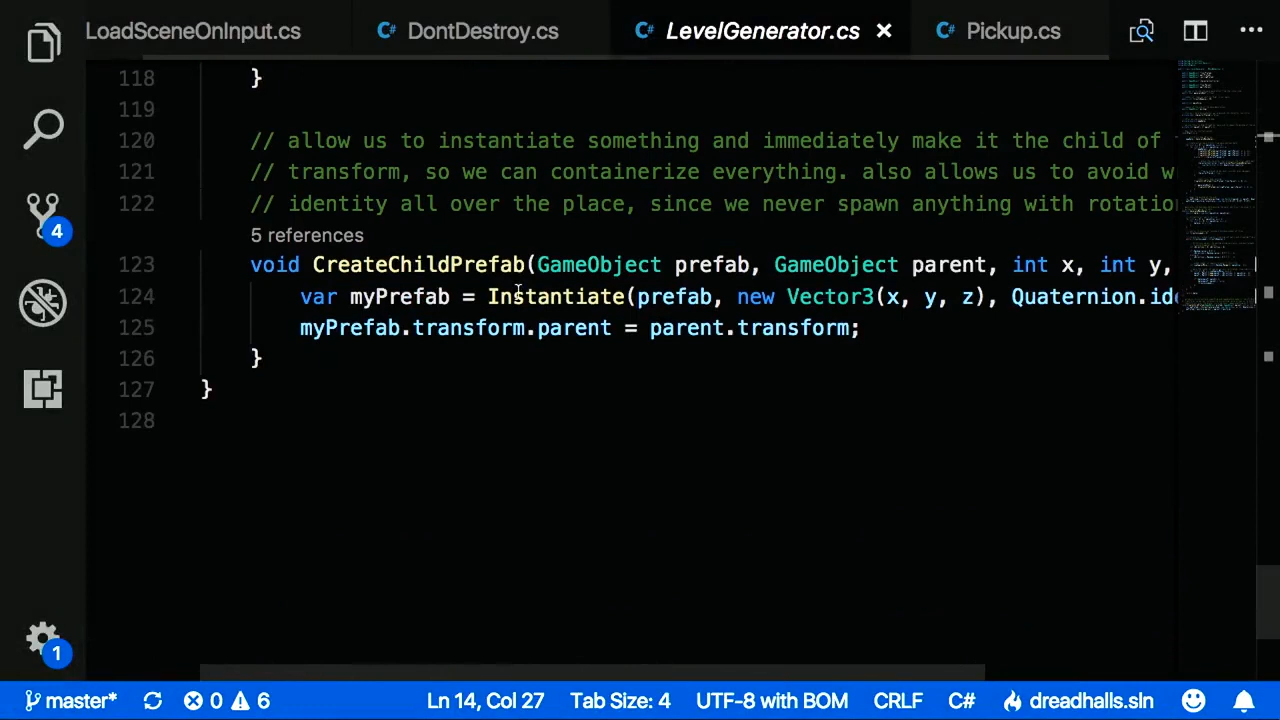 LoadSceneOnInput.cs
C# DontDestroy.cs
C# LevelGenerator.cs
C# Pickup.cs
118 }
119
120 // allow us to instantiate something and immediately make it the child of
121 // transform, so we can containerize everything. also allows us to avoid w
122 // identity all over the place, since we never spawn anything with rotatio
5 references
123 void CreateChildPrefab(GameObject prefab, GameObject parent, int x, int y,
124 var myPrefab = Instantiate(prefab, new Vector3(x, y, z), Quaternion.ide
125 myPrefab.transform.parent = parent.transform;
126 }
127 }
128
4
1
master* 0 6 Ln 14, Col 27 Tab Size: 4 UTF-8 with BOM CRLF C# dreadhalls.sln